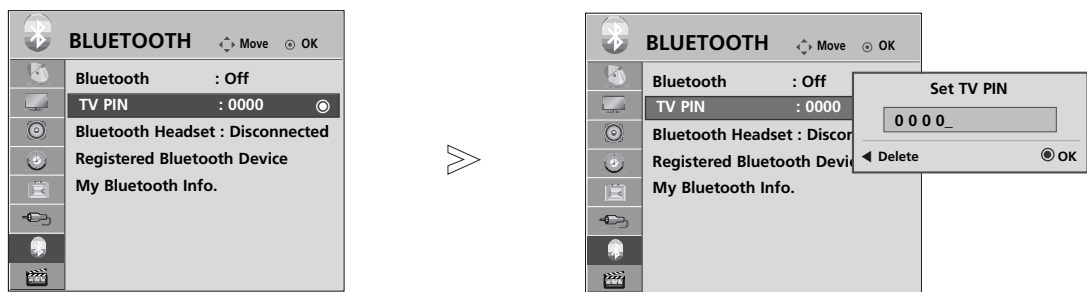 BLUETOOTH Move OK
Bluetooth : Off
TV PIN : 0000
Bluetooth Headset : Disconnected
Registered Bluetooth Device
My Bluetooth Info.
BLUETOOTH Move OK
Bluetooth : Off
TV PIN : 0000
Bluetooth Headset : Discon
Registered Bluetooth Devi
My Bluetooth Info.
Set TV PIN
0 0 0 0_
Delete OK